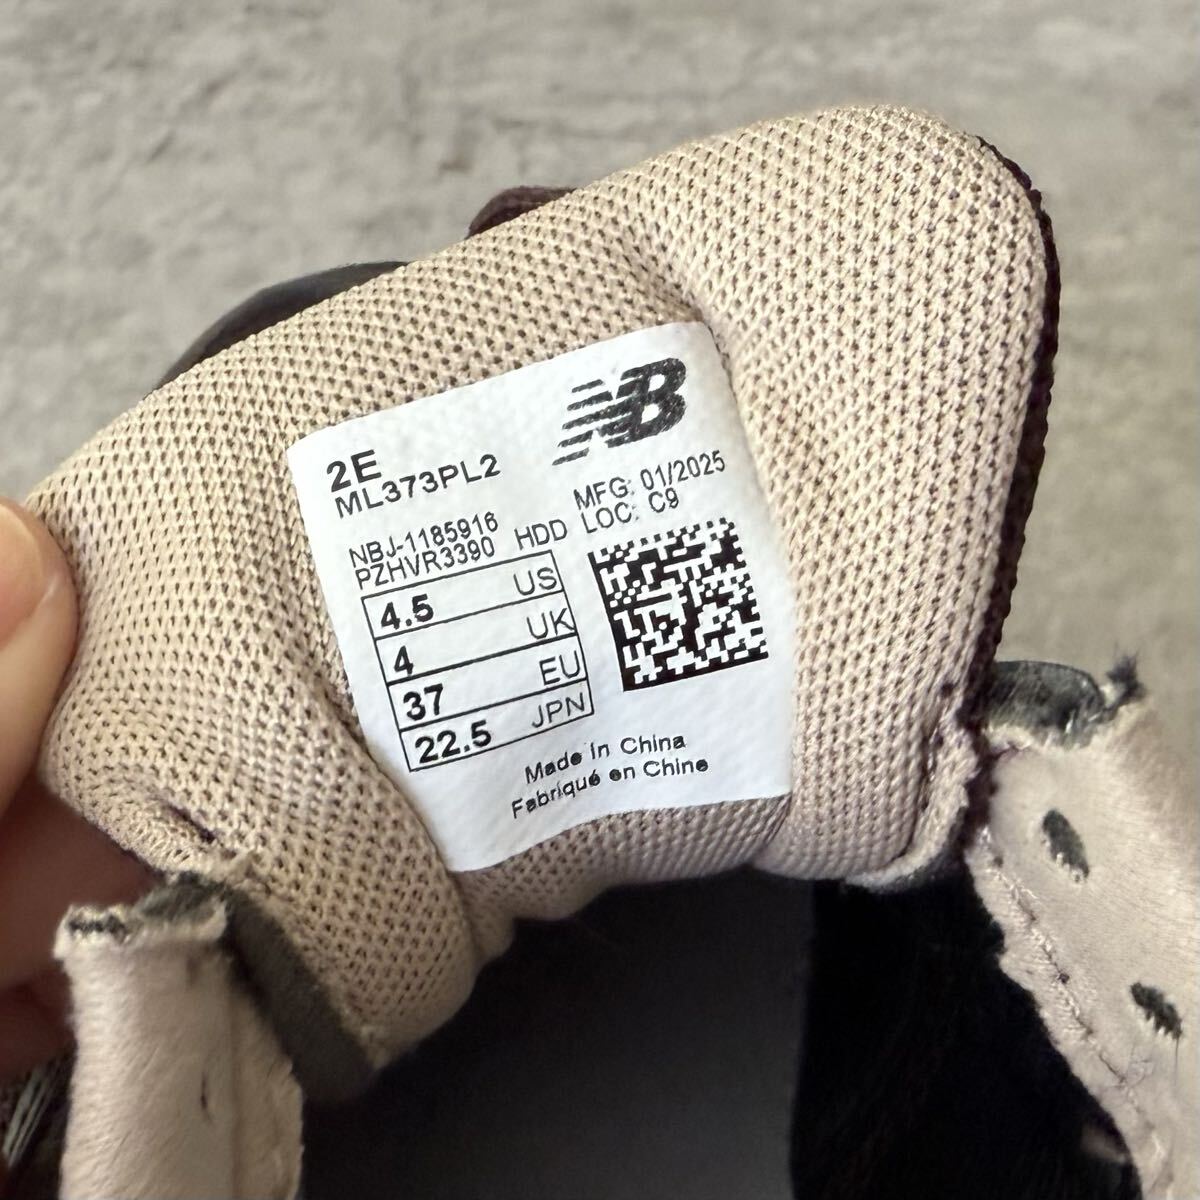 NB
2E
ML373PL2
MFG: 01/2025
LOC: C9
NBJ-1185916
PZHVR3390 HDD
4.5 US
4 UK
37 EU
22.5 JPN
Made in China
Fabriqué en Chine